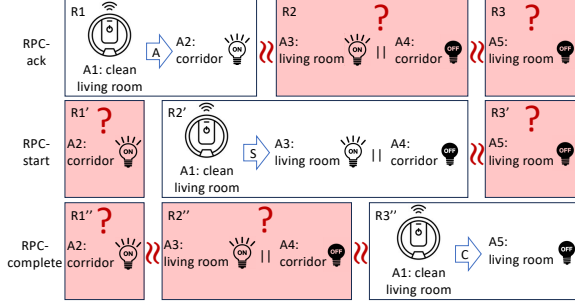 R1
R2
?
R3
?
RPC-
ack
A1: clean
living room
A
A2:
corridor
ON
A3:
living room
ON
||
A4:
corridor
OFF
A5:
living room
OFF
R1'
?
R2'
R3'
?
RPC-
start
A2:
corridor
ON
A1: clean
living room
S
A3:
living room
ON
||
A4:
corridor
OFF
A5:
living room
OFF
R1''
?
R2''
?
R3''
RPC-
complete
A2:
corridor
ON
A3:
living room
ON
||
A4:
corridor
OFF
A1: clean
living room
C
A5:
living room
OFF